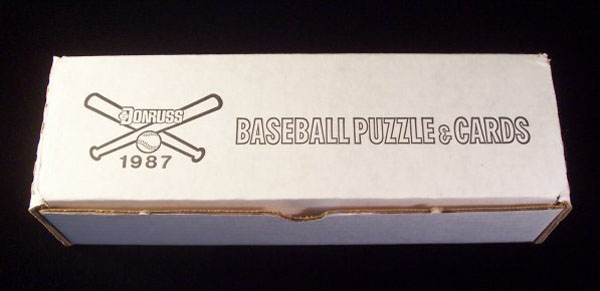 DONRUSS
1987
BASEBALL PUZZLE & CARDS